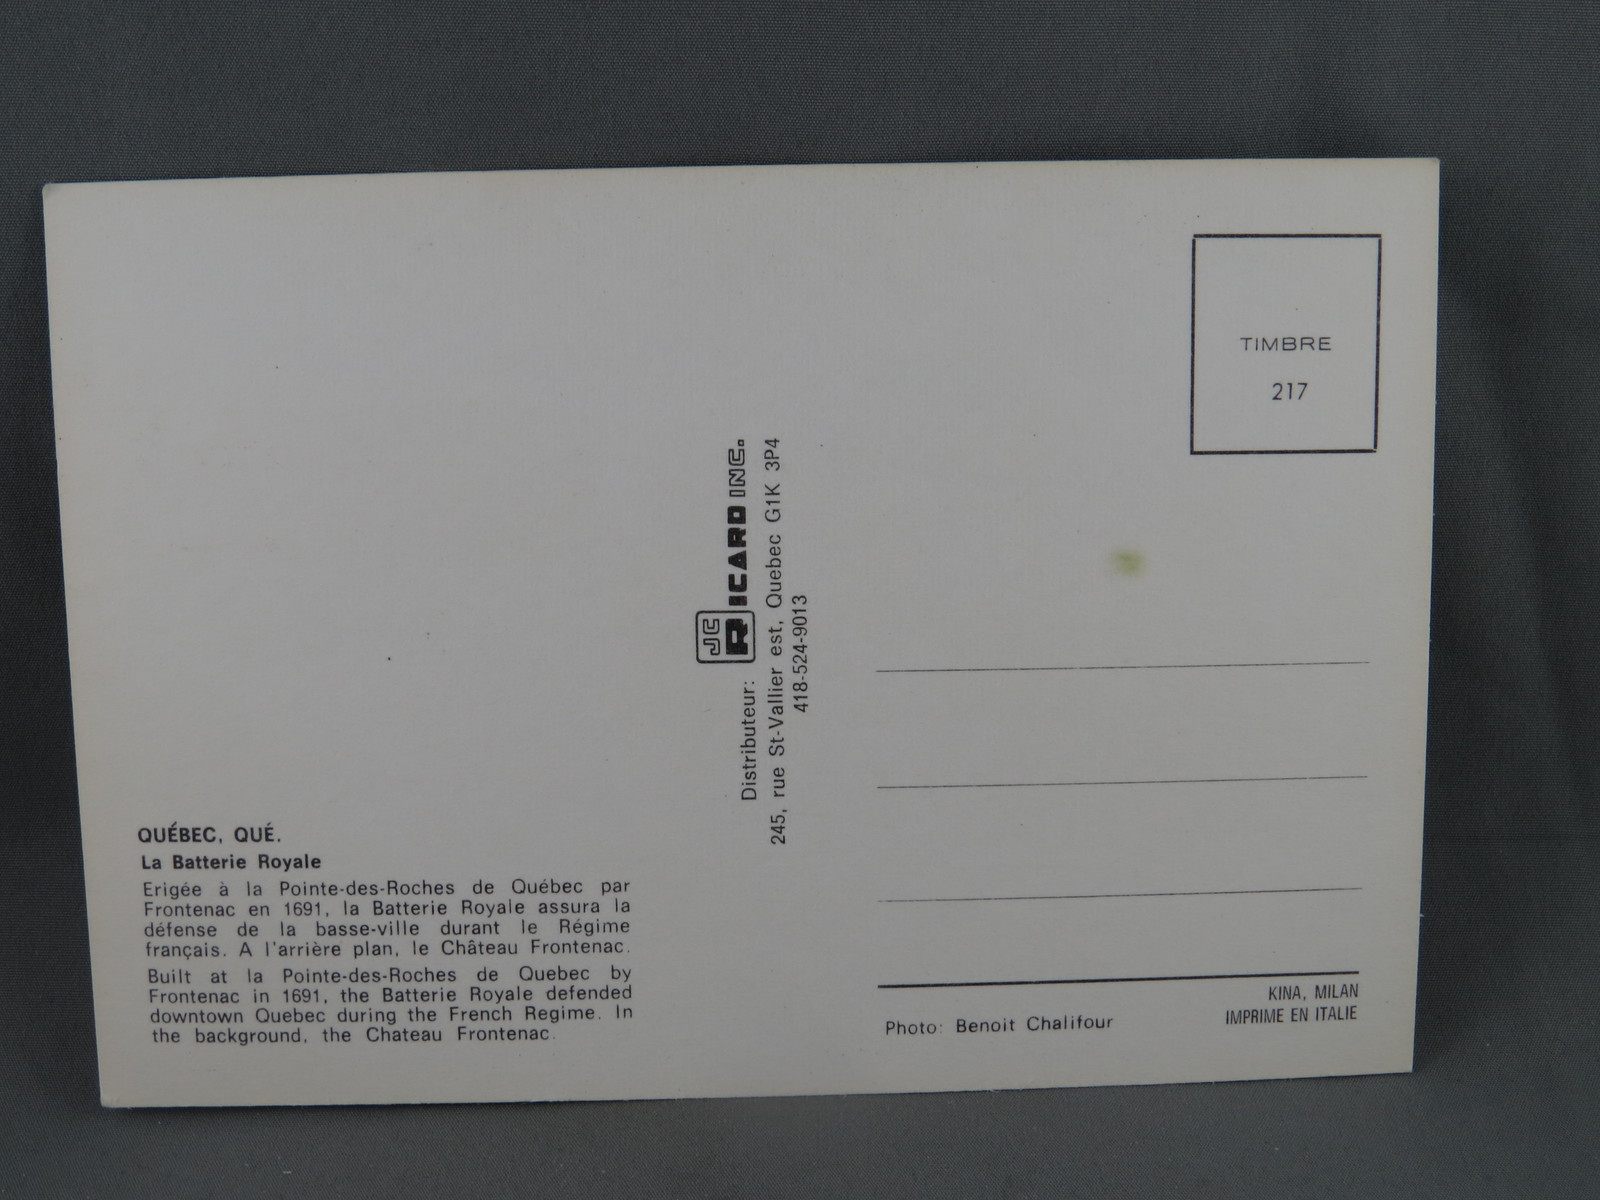 QUÉBEC, QUÉ.
La Batterie Royale
Erigée à la Pointe-des-Roches de Québec par
Frontenac en 1691, la Batterie Royale assura la
défense de la basse-ville durant le Régime
français. A l'arrière plan, le Château Frontenac.
Built at la Pointe-des-Roches de Quebec by
Frontenac in 1691, the Batterie Royale defended
downtown Quebec during the French Regime. In
the background, the Chateau Frontenac.
Distributeur: JC RICARD INC.
245, rue St-Vallier est, Quebec G1K 3P4
418-524-9013
TIMBRE
217
Photo: Benoit Chalifour
KINA, MILAN
IMPRIME EN ITALIE